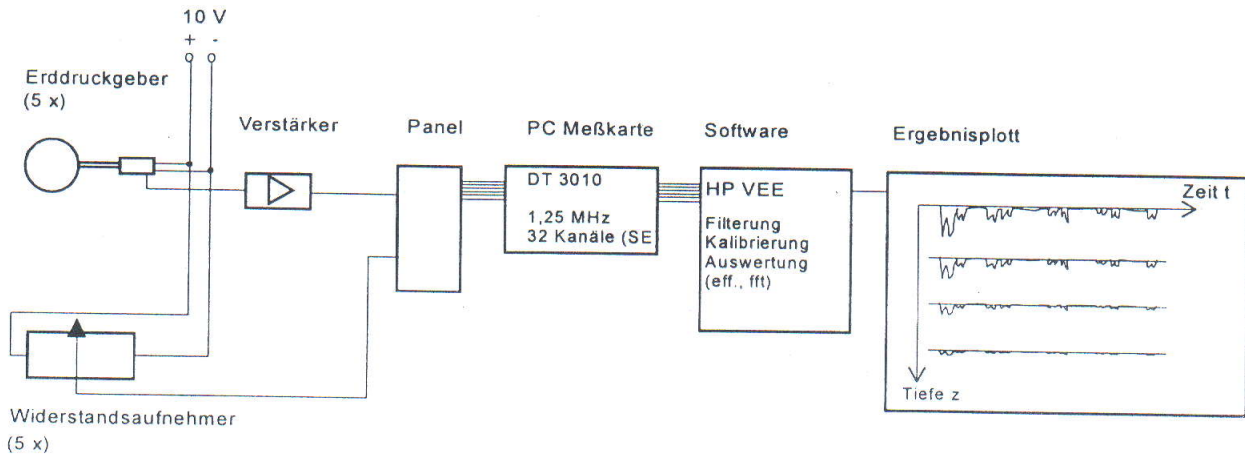 10 V
+ -
Erddruckgeber
(5 x)
Verstärker
Panel
PC Meßkarte
Software
Ergebnisplott
DT 3010
1,25 MHz
32 Kanäle (SE
HP VEE
Filterung
Kalibrierung
Auswertung
(eff., fft)
Zeit t
Tiefe z
Widerstandsaufnehmer
(5 x)